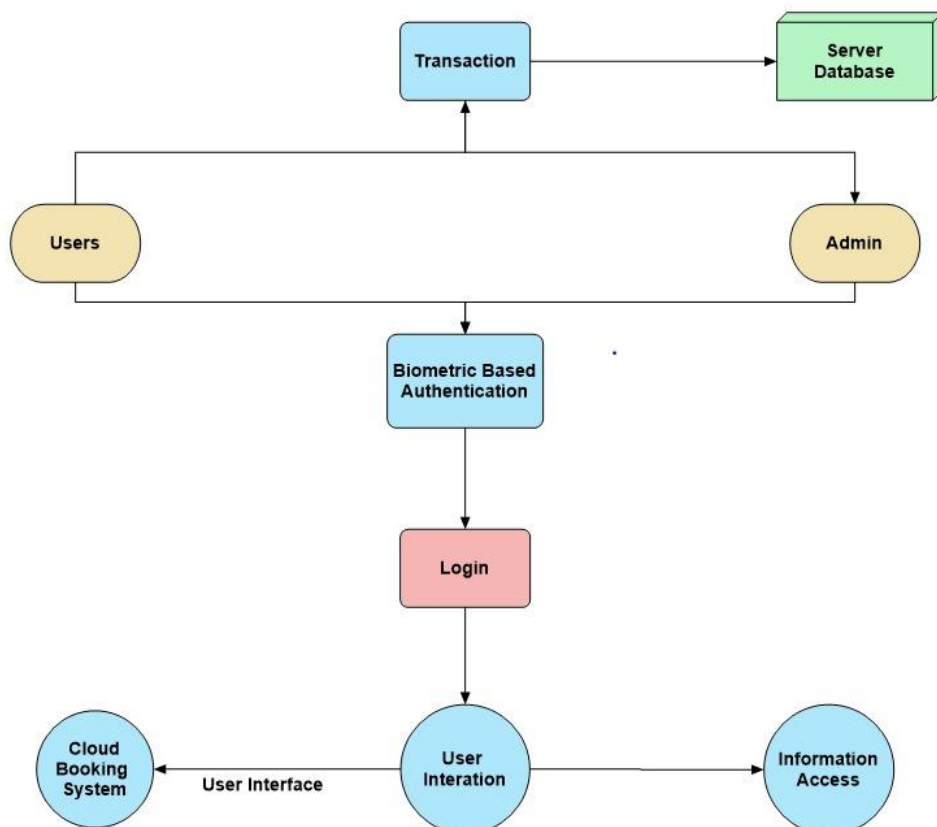 Transaction
Server
Database
Users
Admin
Biometric Based
Authentication
Login
Cloud
Booking
System
User Interface
User
Interation
Information
Access